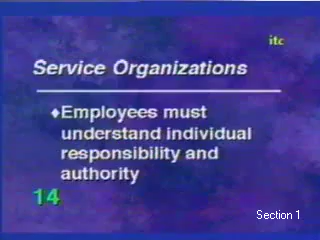 itc
Service Organizations
♦Employees must
understand individual
responsibility and
authority
14
Section 1